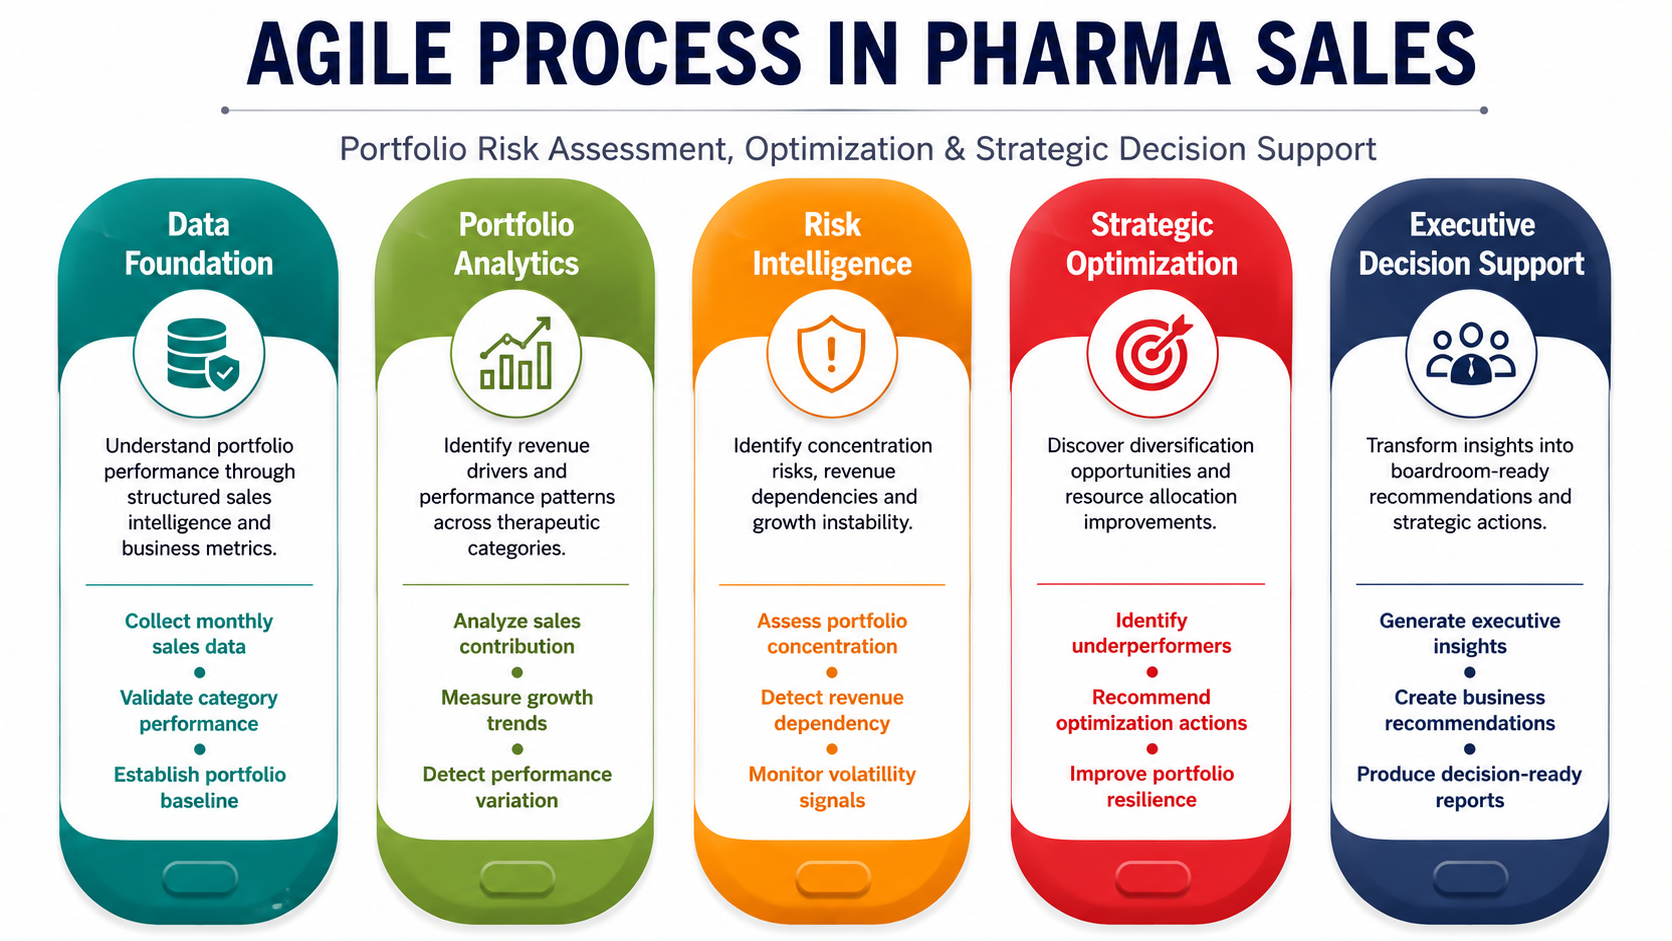 AGILE PROCESS IN PHARMA SALES
Portfolio Risk Assessment, Optimization & Strategic Decision Support
Data
Foundation
Understand portfolio
performance through
structured sales
intelligence and
business metrics.
Collect monthly
sales data
Validate category
performance
Establish portfolio
baseline
Portfolio
Analytics
Identify revenue
drivers and
performance patterns
across therapeutic
categories.
Analyze sales
contribution
Measure growth
trends
Detect performance
variation
Risk
Intelligence
Identify concentration
risks, revenue
dependencies and
growth instability.
Assess portfolio
concentration
Detect revenue
dependency
Monitor volatillity
signals
Strategic
Optimization
Discover diversification
opportunities and
resource allocation
improvements.
Identify
underperformers
Recommend
optimization actions
Improve portfolio
resilience
Executive
Decision Support
Transform insights into
boardroom-ready
recommendations and
strategic actions.
Generate executive
insights
Create business
recommendations
Produce decision-ready
reports